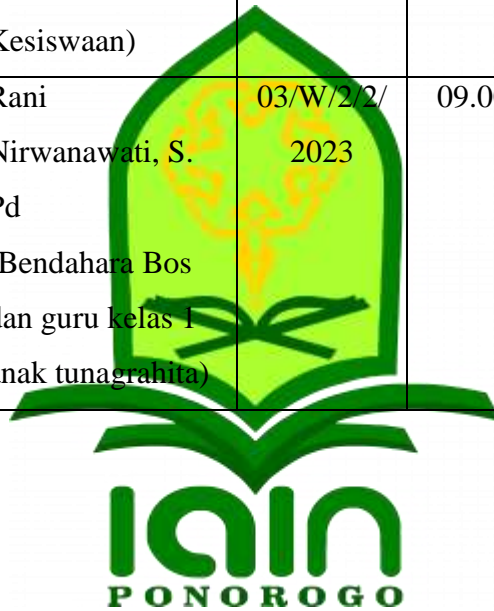 Kesiswaan)
Rani 03/W/2/2/ 09.0
Nirwanawati, S. 2023
Pd
Bendahara Bos
dan guru kelas 1
anak tunagrahita)
IAIN
PONOROGO